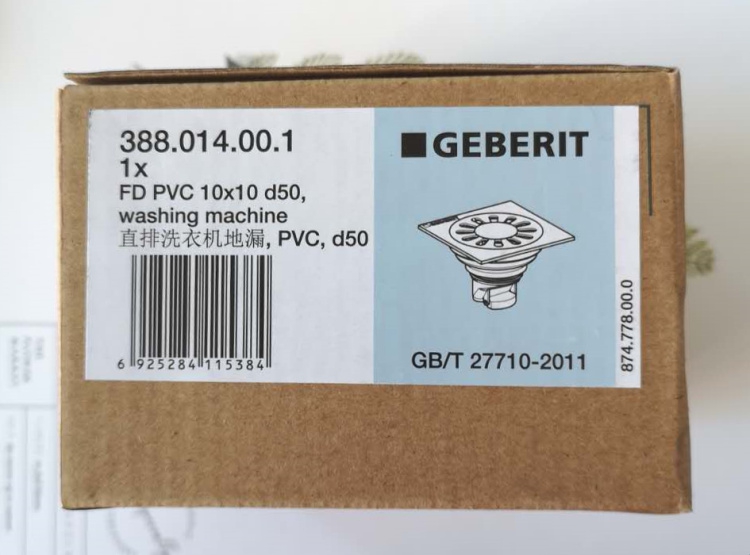 388.014.00.1
1x
FD PVC 10x10 d50,
washing machine
直排洗衣机地漏, PVC, d50
6 925284 115384
GEBERIT
GB/T 27710-2011
874.778.00.0